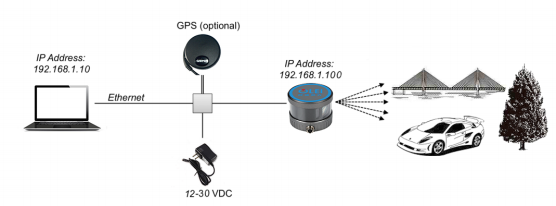 GPS (optional)
IP Address:
192.168.1.10
IP Address:
192.168.1.100
Ethernet
12-30 VDC